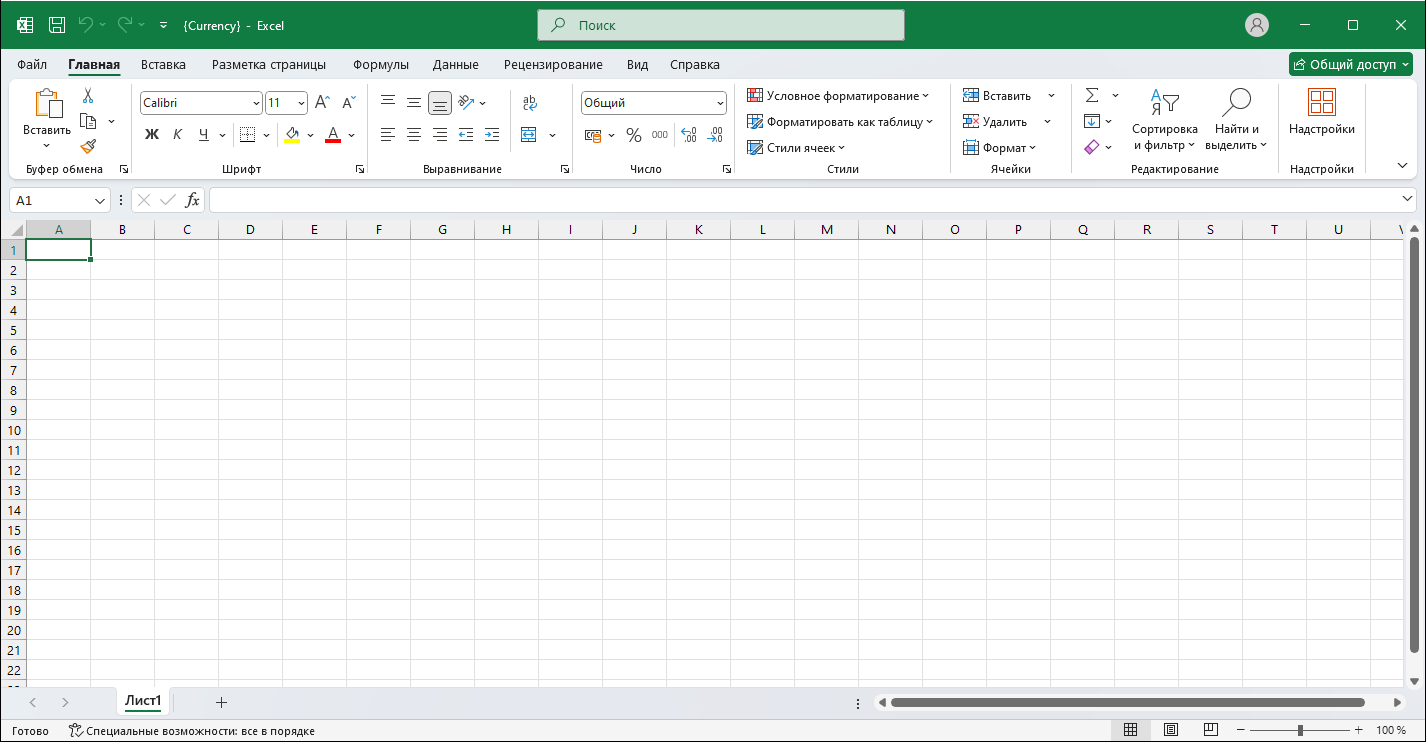 {Currency} - Excel
Поиск
Файл Главная Вставка Разметка страницы Формулы Данные Рецензирование Вид Справка Общий доступ
Вставить
Буфер обмена
Calibri 11
Ж К Ч
Шрифт
ab
Выравнивание
Общий
% 000 ,00 ,00
Число
Условное форматирование
Форматировать как таблицу
Стили ячеек
Стили
Вставить
Удалить
Формат
Ячейки
Сортировка и фильтр
Найти и выделить
Редактирование
Надстройки
Надстройки
A1 fx
A B C D E F G H I J K L M N O P Q R S T U
1
2
3
4
5
6
7
8
9
10
11
12
13
14
15
16
17
18
19
20
21
22
Лист1
Готово Специальные возможности: все в порядке 100 %